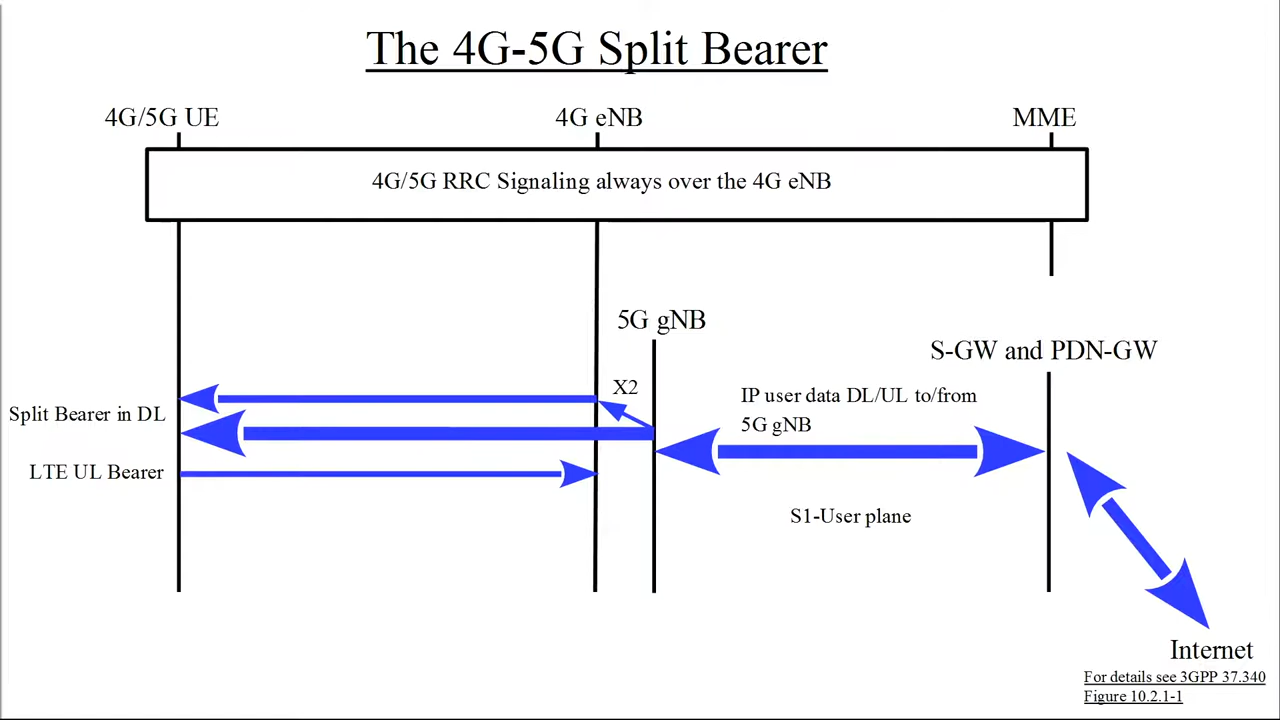 The 4G-5G Split Bearer
4G/5G UE
4G eNB
MME
4G/5G RRC Signaling always over the 4G eNB
5G gNB
S-GW and PDN-GW
X2
IP user data DL/UL to/from
5G gNB
Split Bearer in DL
LTE UL Bearer
S1-User plane
Internet
For details see 3GPP 37.340
Figure 10.2.1-1